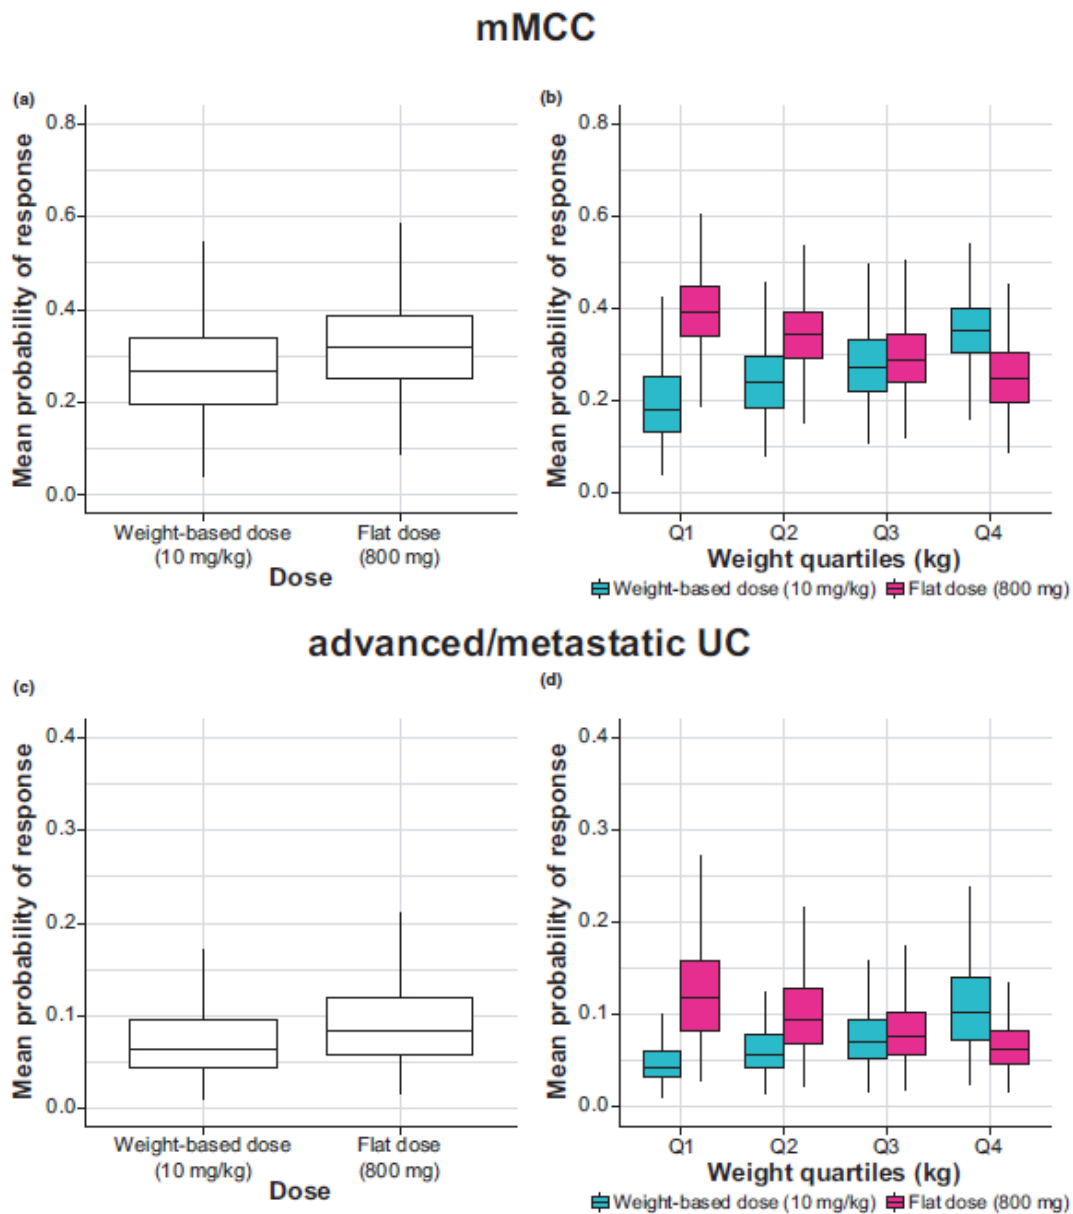 mMCC
(a)
Mean probability of response
0.8
0.6
0.4
0.2
0.0
Weight-based dose
(10 mg/kg)
Flat dose
(800 mg)
Dose
(b)
Mean probability of response
0.8
0.6
0.4
0.2
0.0
Q1
Q2
Q3
Q4
Weight quartiles (kg)
Weight-based dose (10 mg/kg)
Flat dose (800 mg)
advanced/metastatic UC
(c)
Mean probability of response
0.4
0.3
0.2
0.1
0.0
Weight-based dose
(10 mg/kg)
Flat dose
(800 mg)
Dose
(d)
Mean probability of response
0.4
0.3
0.2
0.1
0.0
Q1
Q2
Q3
Q4
Weight quartiles (kg)
Weight-based dose (10 mg/kg)
Flat dose (800 mg)